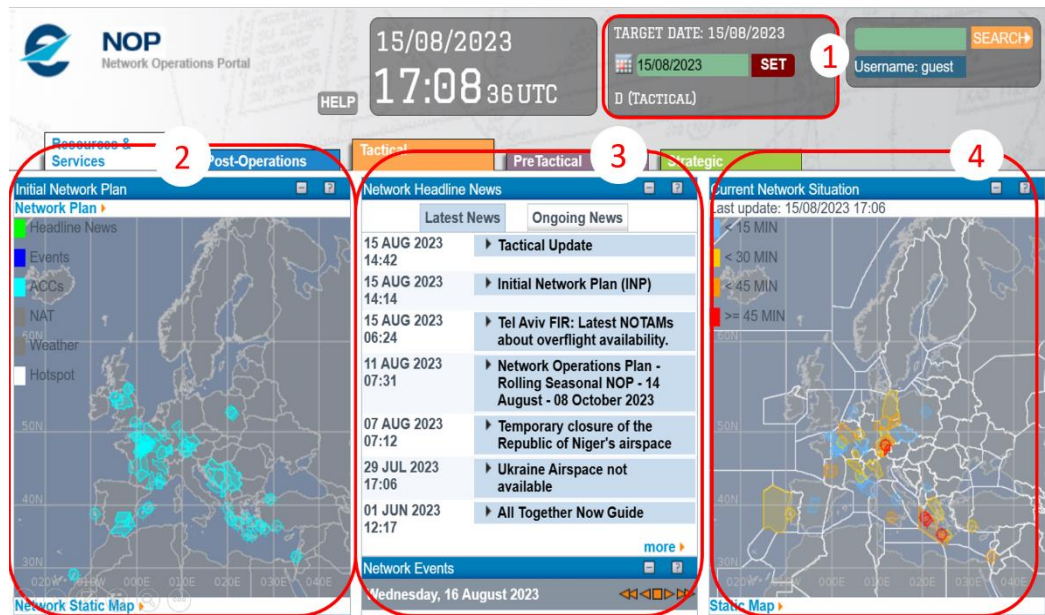 NOP
Network Operations Portal
HELP
15/08/2023
17:08 36 UTC
TARGET DATE: 15/08/2023
15/08/2023 SET
D (TACTICAL)
1
SEARCH
Username: guest
Resources &
Services
2
Post-Operations
Tactical
PreTactical
3
Strategic
4
Initial Network Plan
Network Plan
Headline News
Events
ACCs
NAT
60N
Weather
Hotspot
50N
40N
30N
020W 010W 000E 010E 020E 030E 040E
Network Static Map
Network Headline News
Latest News Ongoing News
15 AUG 2023
14:42
Tactical Update
15 AUG 2023
14:14
Initial Network Plan (INP)
15 AUG 2023
06:24
Tel Aviv FIR: Latest NOTAMs
about overflight availability.
11 AUG 2023
07:31
Network Operations Plan -
Rolling Seasonal NOP - 14
August - 08 October 2023
07 AUG 2023
07:12
Temporary closure of the
Republic of Niger's airspace
29 JUL 2023
17:06
Ukraine Airspace not
available
01 JUN 2023
12:17
All Together Now Guide
more
Network Events
Wednesday, 16 August 2023
Current Network Situation
Last update: 15/08/2023 17:06
< 15 MIN
< 30 MIN
< 45 MIN
>= 45 MIN
60N
50N
40N
30N
020W 010W 000E 010E 020E 030E 040E
Static Map